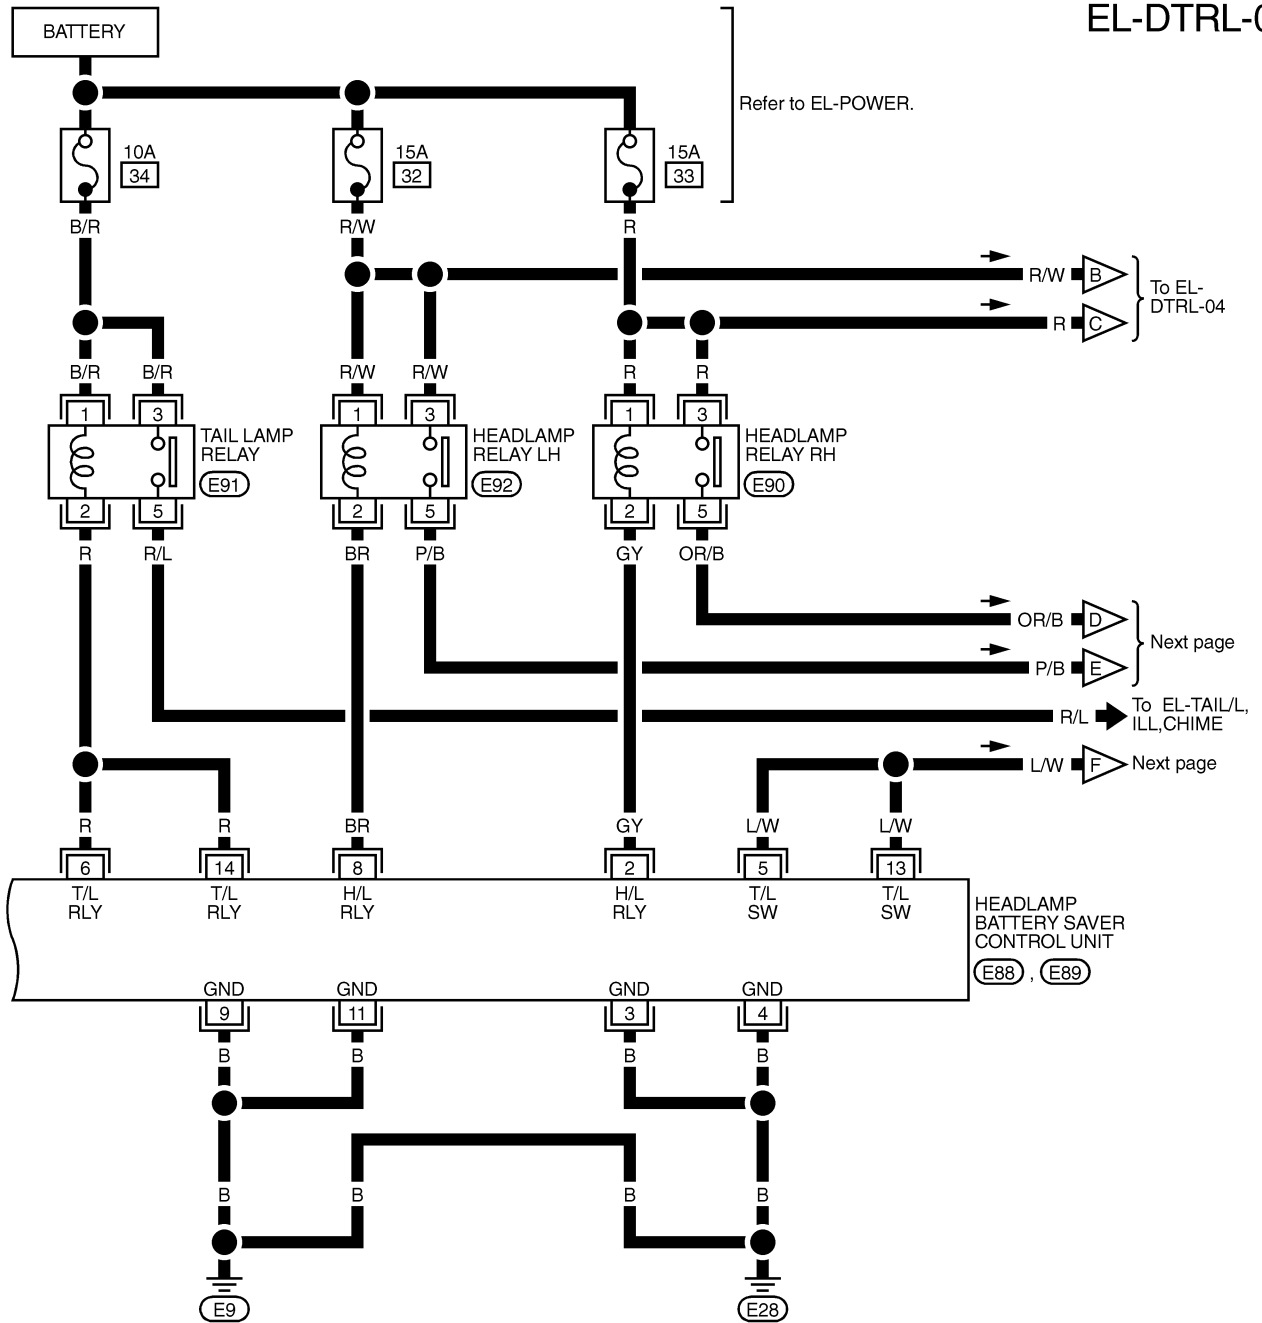 EL-DTRL-0
BATTERY
Refer to EL-POWER.
10A
34
15A
32
15A
33
B/R
R/W
R
R/W
B
R
C
To EL-
DTRL-04
B/R
B/R
R/W
R/W
R
R
1
3
1
3
1
3
TAIL LAMP
RELAY
E91
HEADLAMP
RELAY LH
E92
HEADLAMP
RELAY RH
E90
2
5
2
5
2
5
R
R/L
BR
P/B
GY
OR/B
OR/B
D
P/B
E
Next page
R/L
To EL-TAIL/L,
ILL,CHIME
L/W
F
Next page
R
R
BR
GY
L/W
L/W
6
14
8
2
5
13
T/L
RLY
T/L
RLY
H/L
RLY
H/L
RLY
T/L
SW
T/L
SW
HEADLAMP
BATTERY SAVER
CONTROL UNIT
E88 , E89
GND
GND
GND
GND
9
11
3
4
B
B
B
B
B
B
B
B
E9
E28